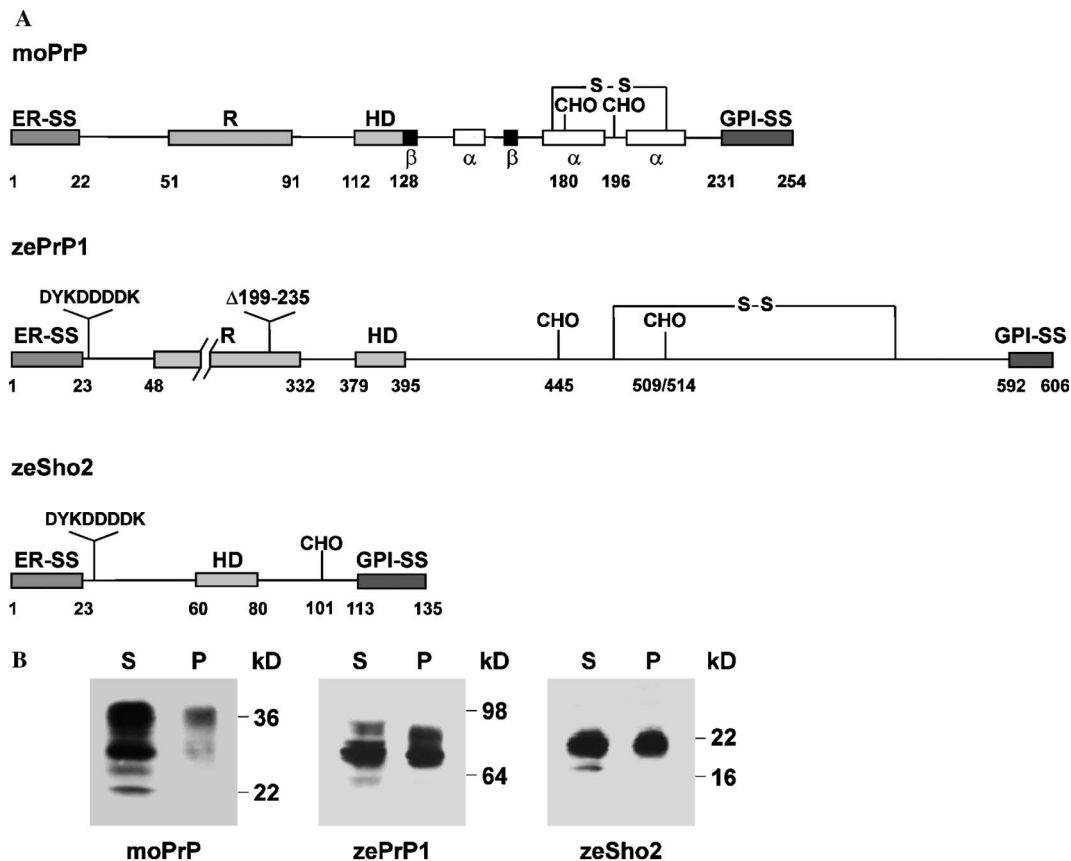 A
moPrP
S - S
CHO CHO
ER-SS R HD GPI-SS
β α β α α
1 22 51 91 112 128 180 196 231 254
zePrP1
DYKDDDDK Δ199-235 S-S
CHO CHO
ER-SS R HD GPI-SS
1 23 48 332 379 395 445 509/514 592 606
zeSho2
DYKDDDDK
CHO
ER-SS HD GPI-SS
1 23 60 80 101 113 135
B S P kD S P kD S P kD
36 98 22
22 64 16
moPrP zePrP1 zeSho2